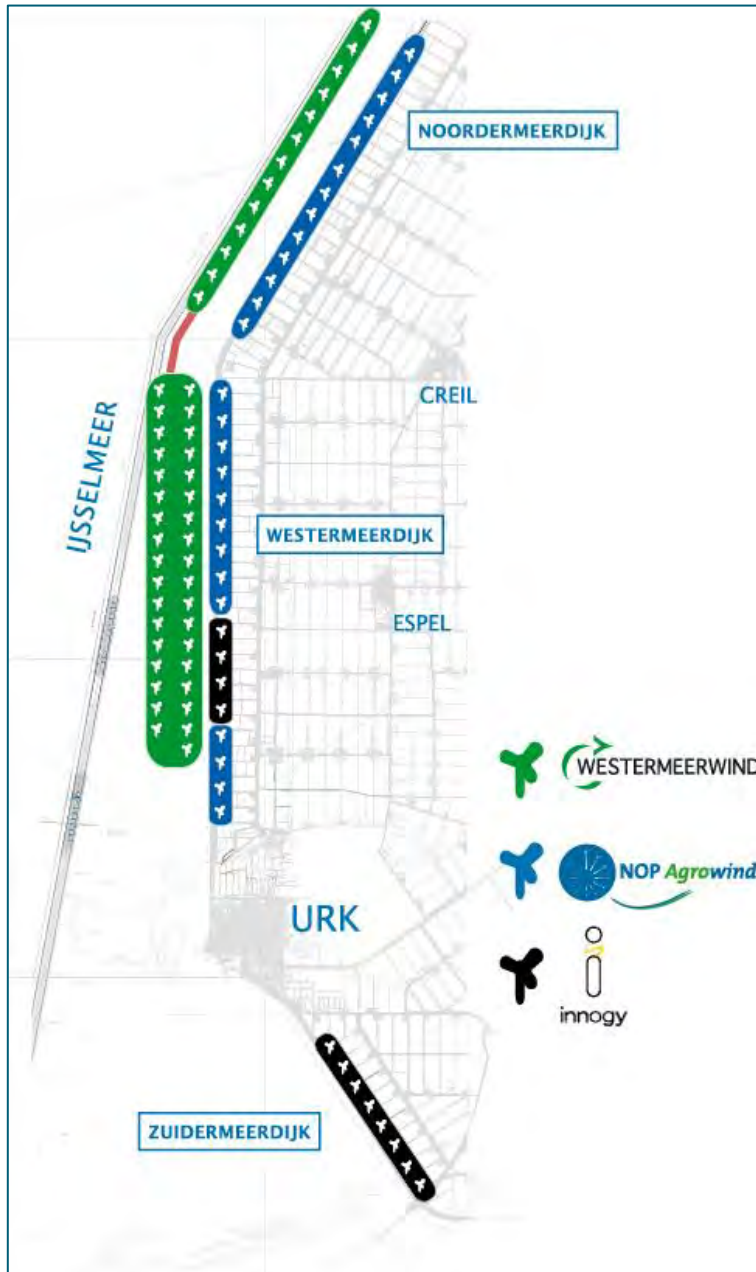 NOORDERMEERDIJK
CREIL
IJSSELMEER
WESTERMEERDIJK
ESPEL
WESTERMEERWIND
NOP Agrowind
URK
innogy
ZUIDERMEERDIJK